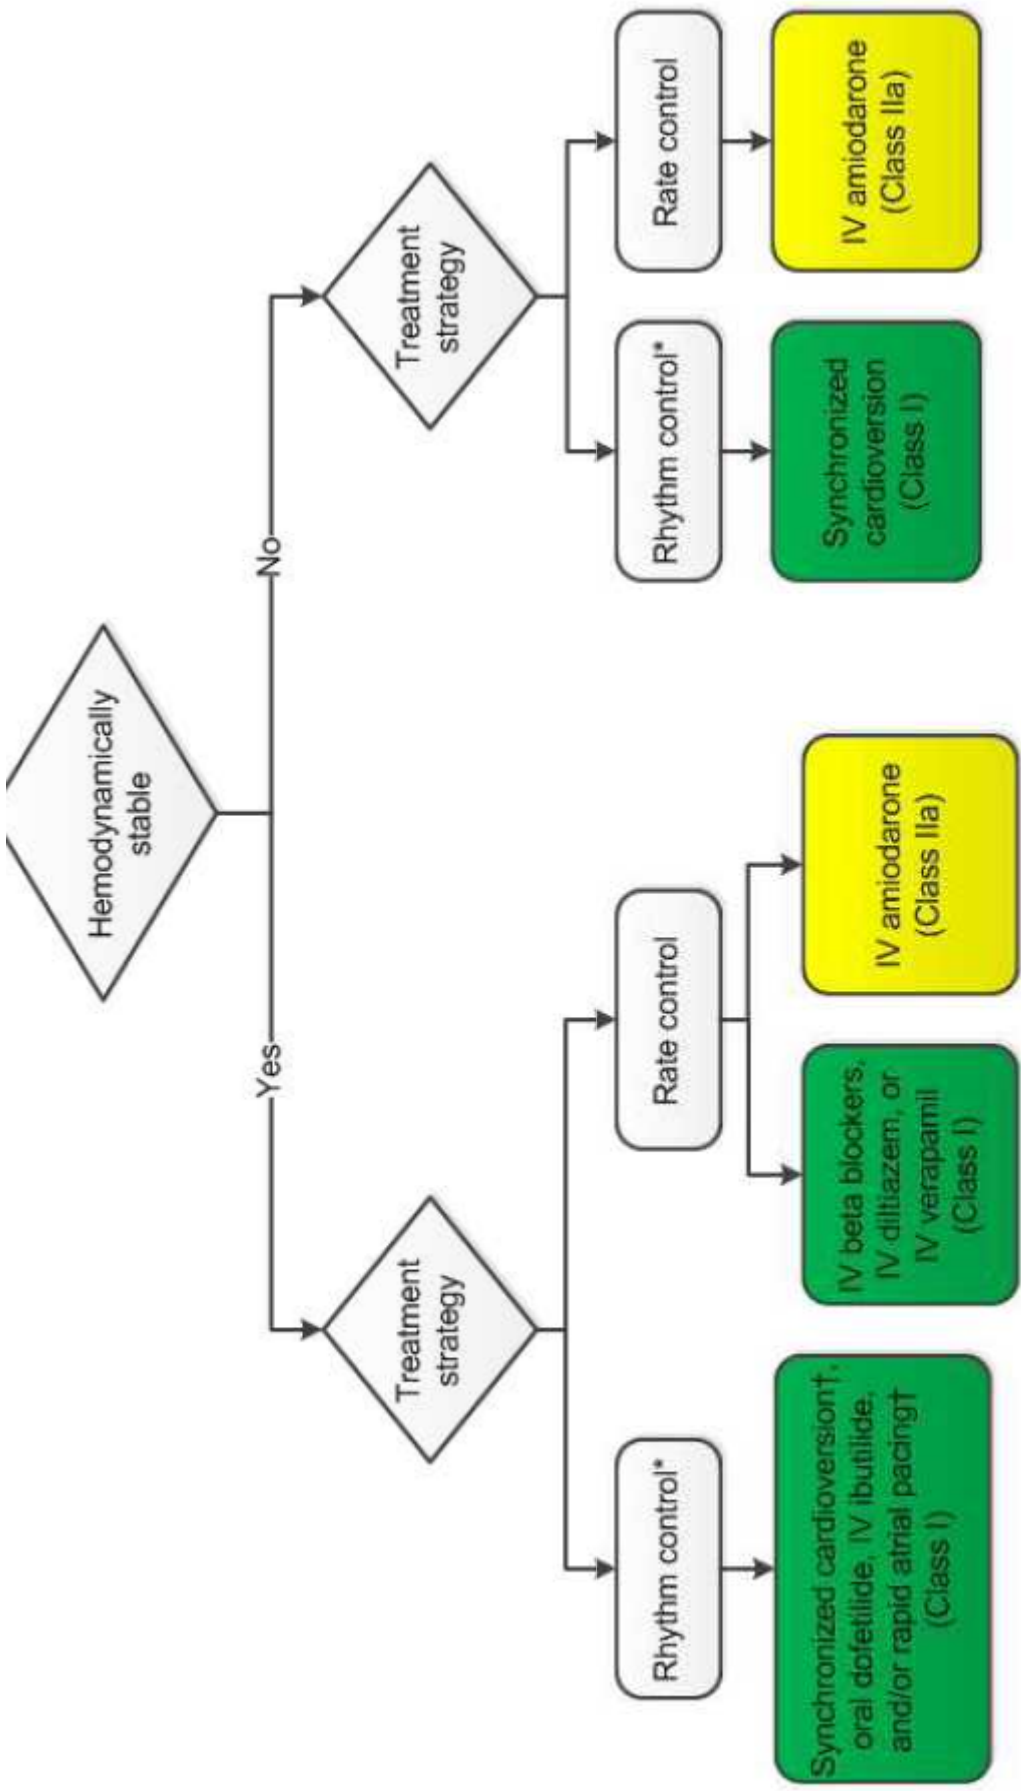 Hemodynamically
stable
Yes
No
Treatment
strategy
Treatment
strategy
Rhythm control*
Rate control
Rhythm control*
Rate control
Synchronized cardioversion†,
oral dofetilide, IV ibutilide,
and/or rapid atrial pacing†
(Class I)
IV beta blockers,
IV diltiazem, or
IV verapamil
(Class I)
IV amiodarone
(Class IIa)
Synchronized
cardioversion
(Class I)
IV amiodarone
(Class IIa)